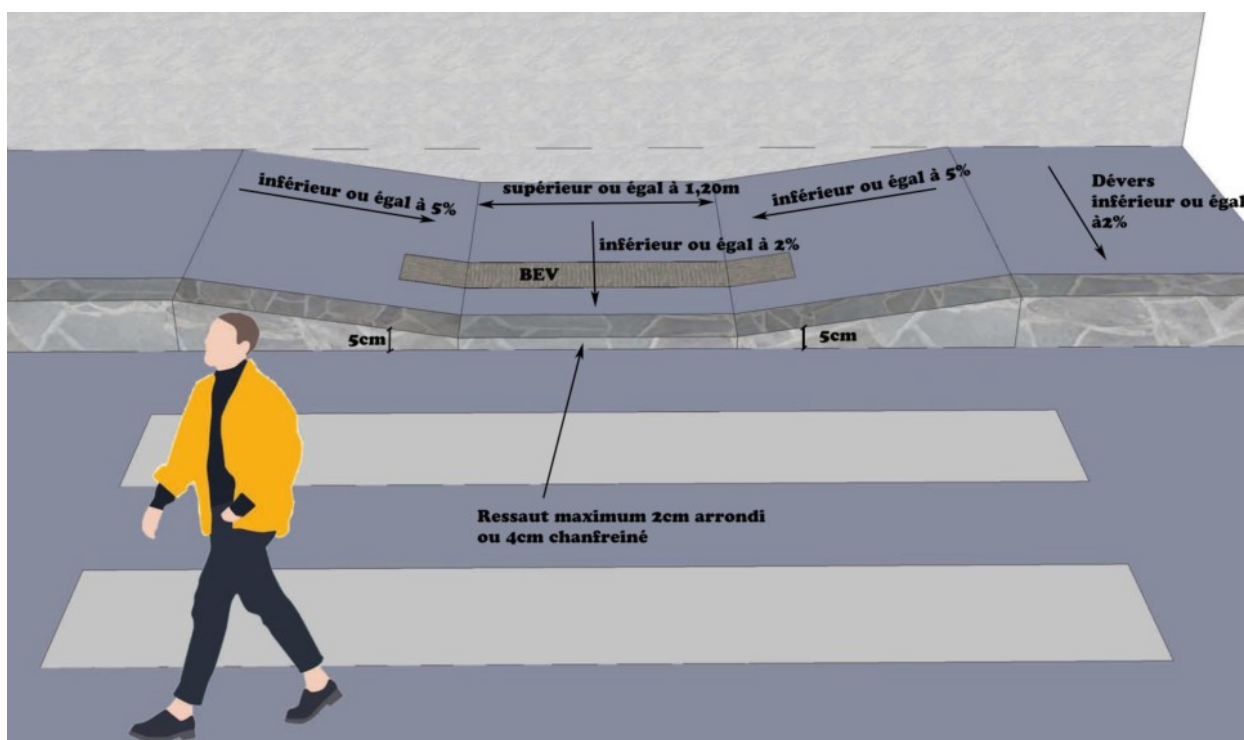 inférieur ou égal à 5%
supérieur ou égal à 1,20m
inférieur ou égal à 5%
Dévers
inférieur ou égal
à2%
inférieur ou égal à 2%
BEV
5cm
5cm
Ressaut maximum 2cm arrondi
ou 4cm chanfreiné